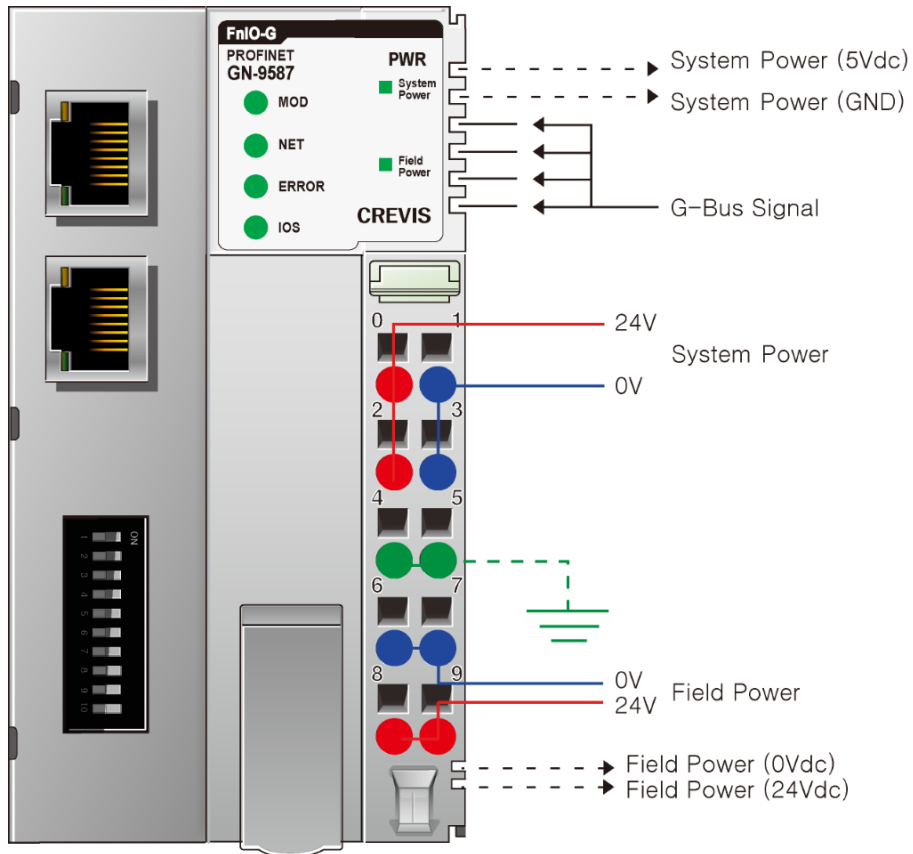 FnIO-G
PROFINET
GN-9587
PWR
System
Power
MOD
NET
Field
Power
ERROR
IOS
CREVIS
System Power (5Vdc)
System Power (GND)
G-Bus Signal
0 1
24V
System Power
0V
2 3
4 5
6 7
8 9
0V
24V
Field Power
Field Power (0Vdc)
Field Power (24Vdc)
ON
1
2
3
4
5
6
7
8
9
10